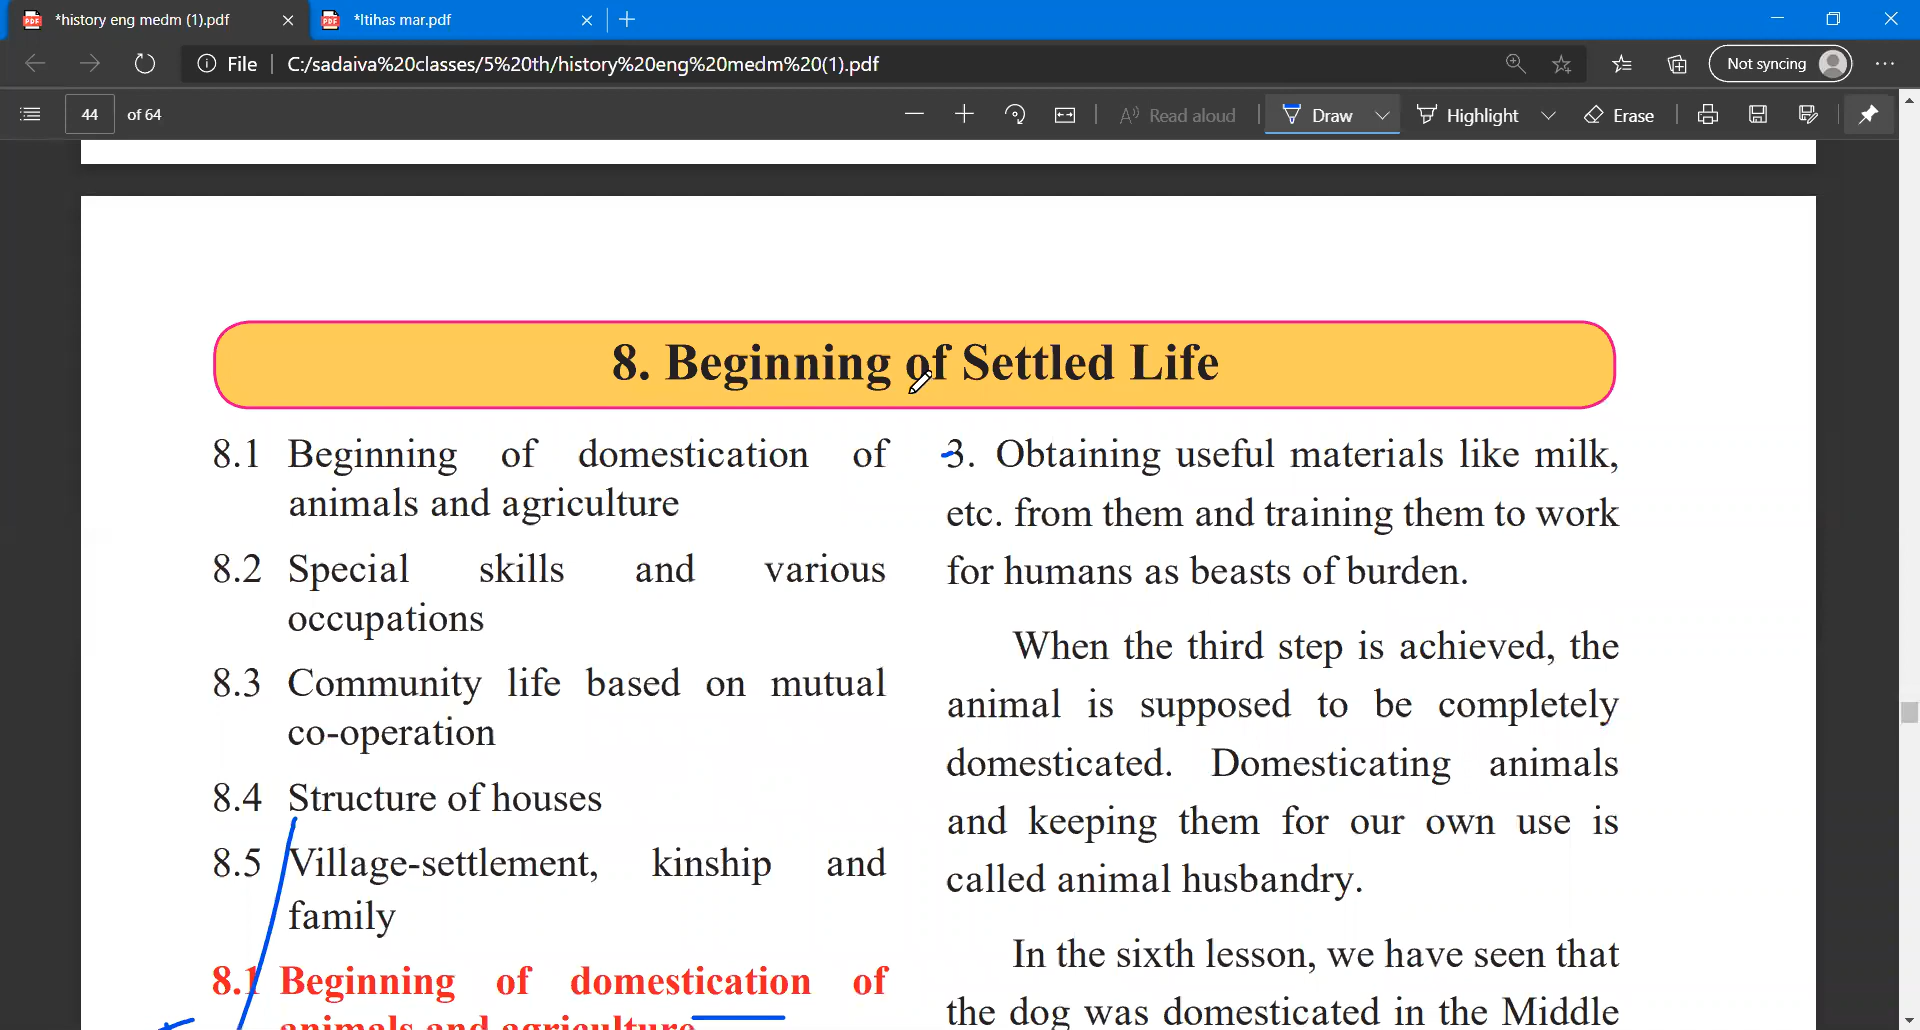 *history eng medm (1).pdf
*Itihas mar.pdf
File
C:/sadaiva%20classes/5%20th/history%20eng%20medm%20(1).pdf
Not syncing
44 of 64
Read aloud
Draw
Highlight
Erase
8. Beginning of Settled Life
8.1 Beginning of domestication of
animals and agriculture
8.2 Special skills and various
occupations
8.3 Community life based on mutual
co-operation
8.4 Structure of houses
8.5 Village-settlement, kinship and
family
8.1 Beginning of domestication of
animals and agriculture
3. Obtaining useful materials like milk,
etc. from them and training them to work
for humans as beasts of burden.
When the third step is achieved, the
animal is supposed to be completely
domesticated. Domesticating animals
and keeping them for our own use is
called animal husbandry.
In the sixth lesson, we have seen that
the dog was domesticated in the Middle